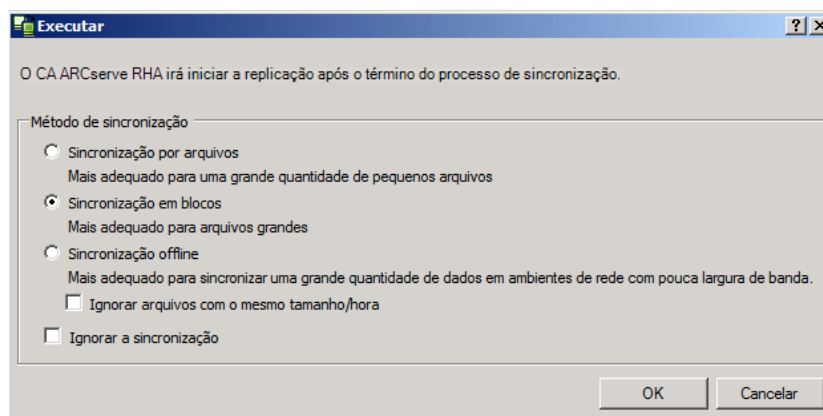 Executar
O CA ARCserve RHA irá iniciar a replicação após o término do processo de sincronização.
Método de sincronização
Sincronização por arquivos
Mais adequado para uma grande quantidade de pequenos arquivos
Sincronização em blocos
Mais adequado para arquivos grandes
Sincronização offline
Mais adequado para sincronizar uma grande quantidade de dados em ambientes de rede com pouca largura de banda.
Ignorar arquivos com o mesmo tamanho/hora
Ignorar a sincronização
OK Cancelar